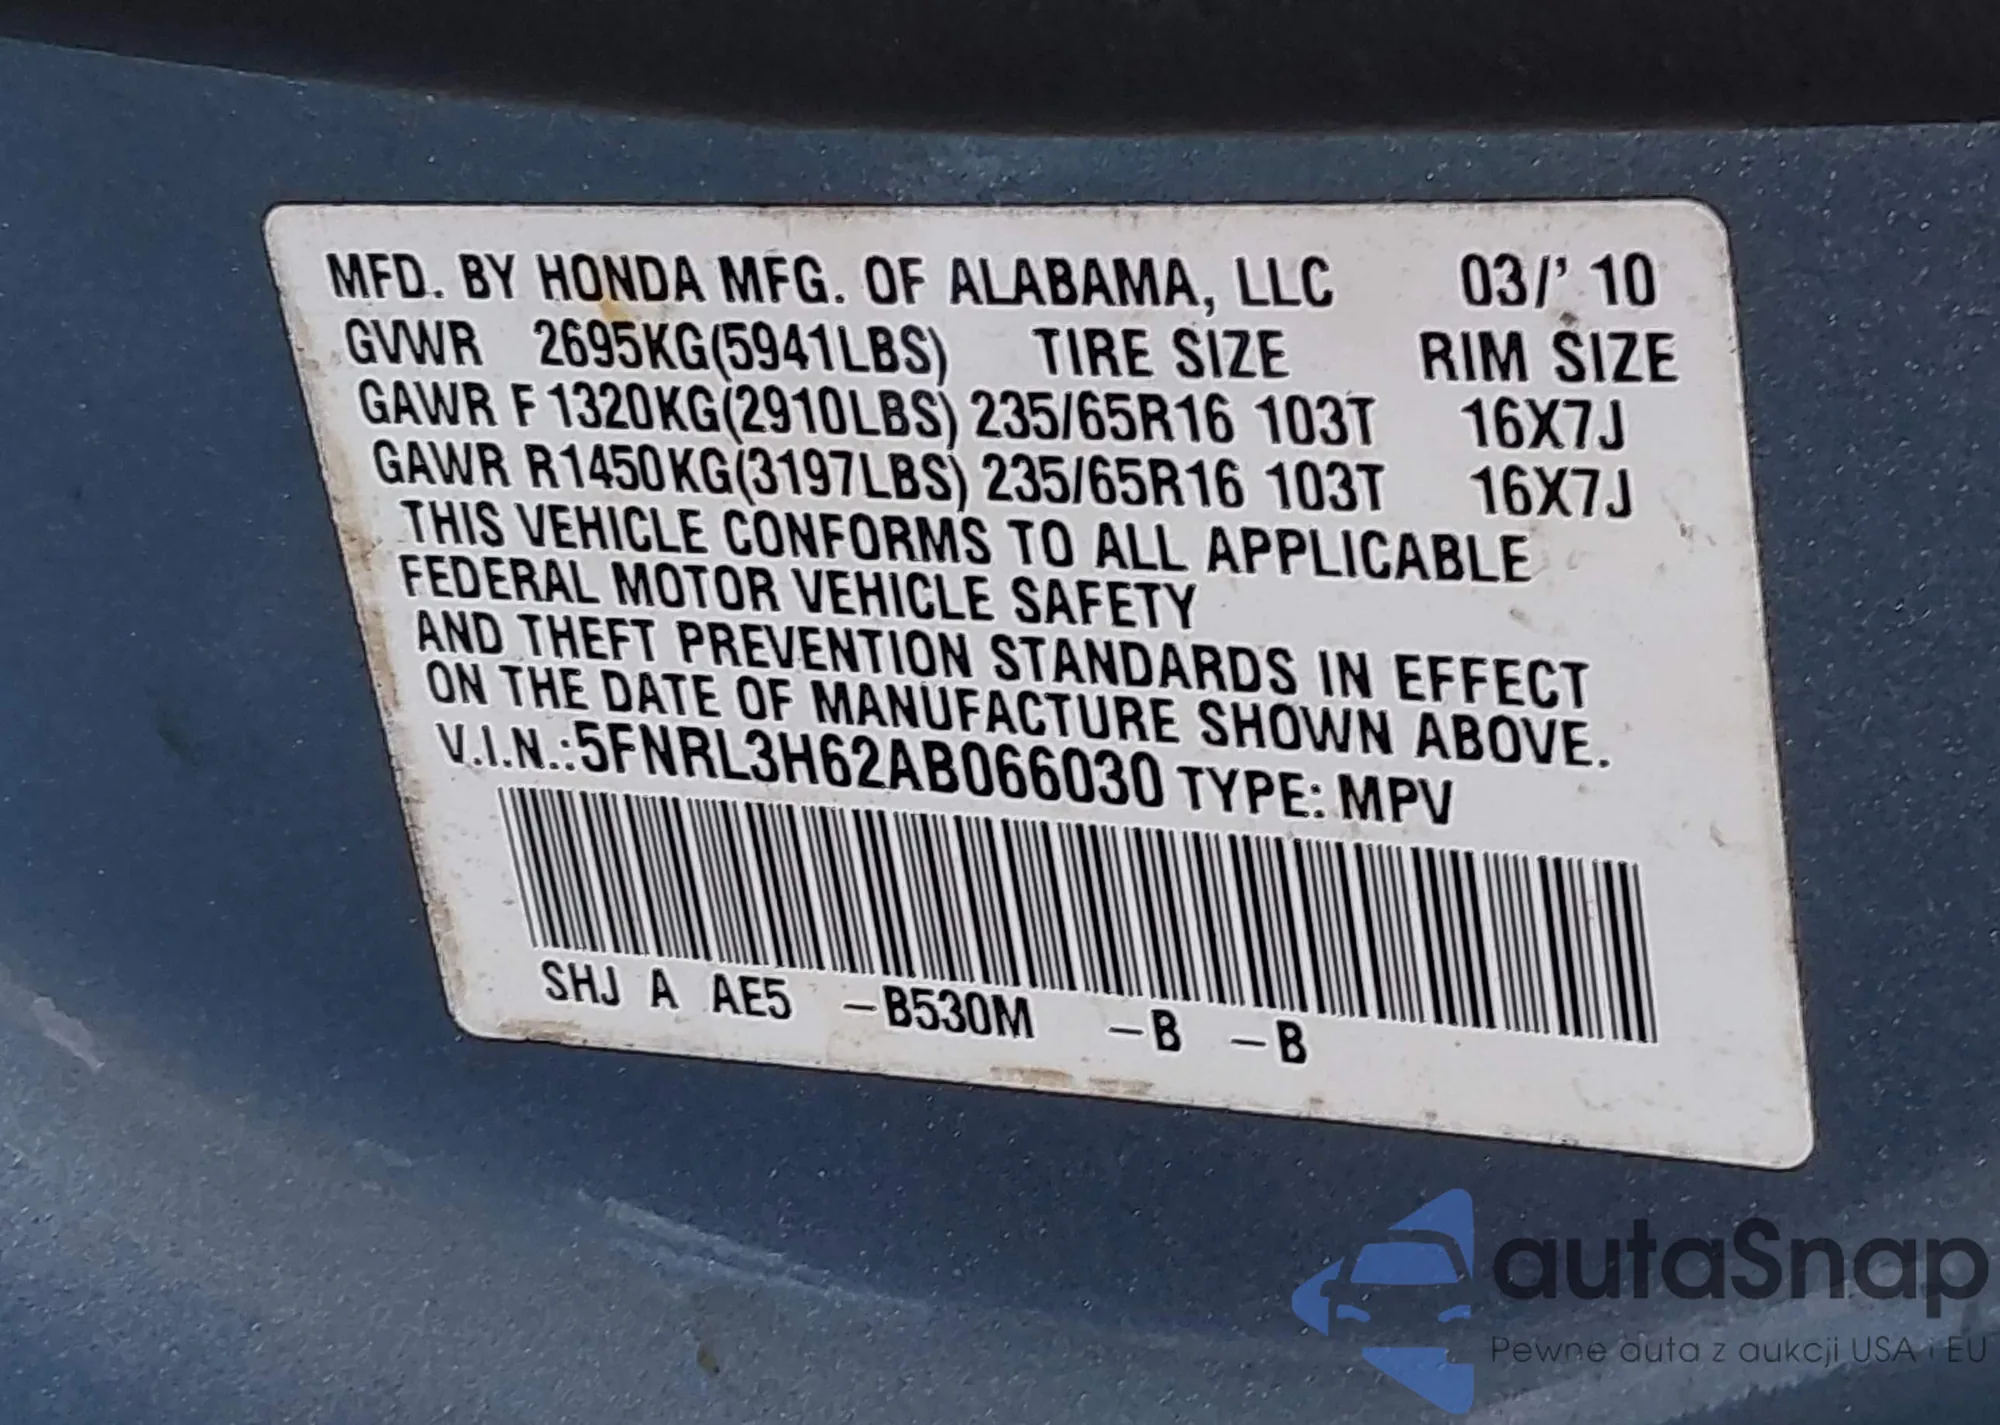 MFD. BY HONDA MFG. OF ALABAMA, LLC 03/' 10
GVWR 2695KG(5941LBS) TIRE SIZE RIM SIZE
GAWR F 1320KG(2910LBS) 235/65R16 103T 16X7J
GAWR R1450KG(3197LBS) 235/65R16 103T 16X7J
THIS VEHICLE CONFORMS TO ALL APPLICABLE
FEDERAL MOTOR VEHICLE SAFETY
AND THEFT PREVENTION STANDARDS IN EFFECT
ON THE DATE OF MANUFACTURE SHOWN ABOVE.
V.I.N.:5FNRL3H62AB066030 TYPE: MPV
SHJ A AE5 –B530M –B –B
autaSnap
Pewne auta z aukcji USA i EU